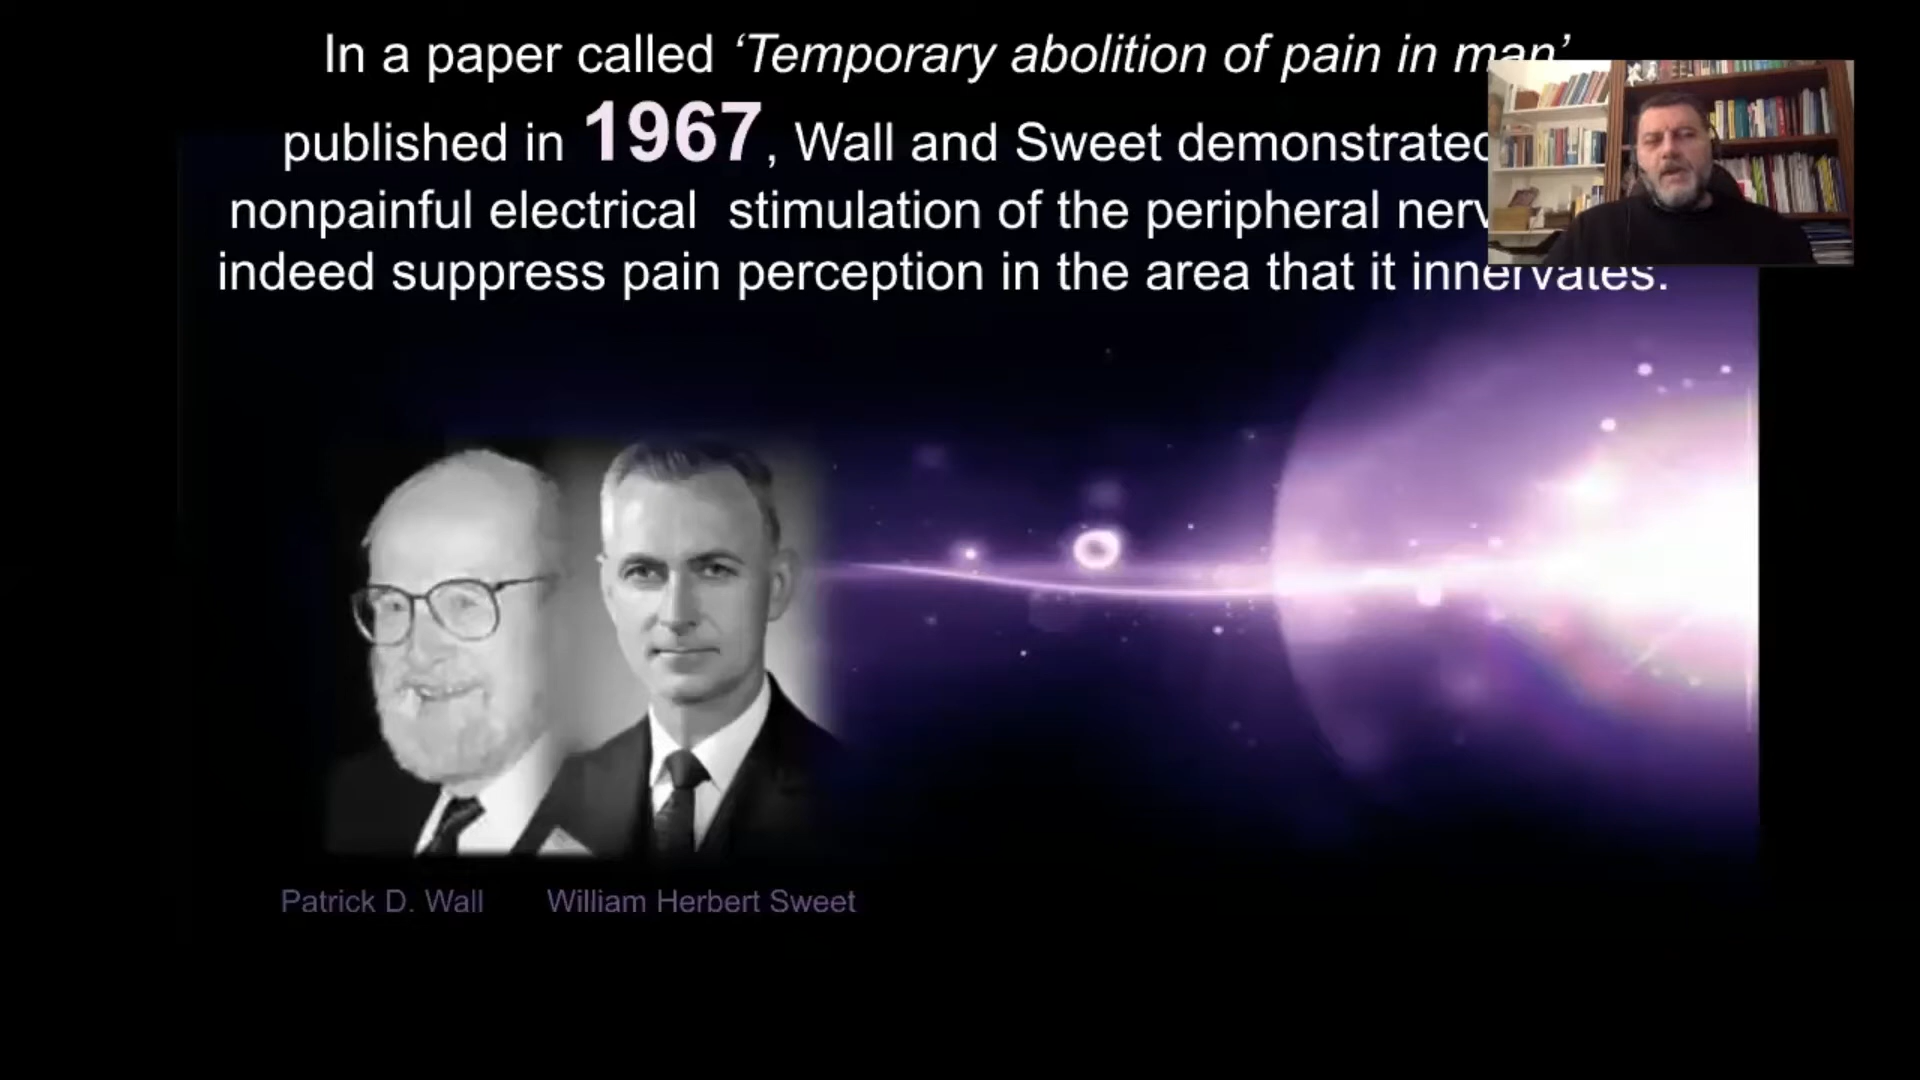 In a paper called ‘Temporary abolition of pain in man’
published in 1967, Wall and Sweet demonstrated
nonpainful electrical stimulation of the peripheral
indeed suppress pain perception in the area that it innervates.
Patrick D. Wall William Herbert Sweet